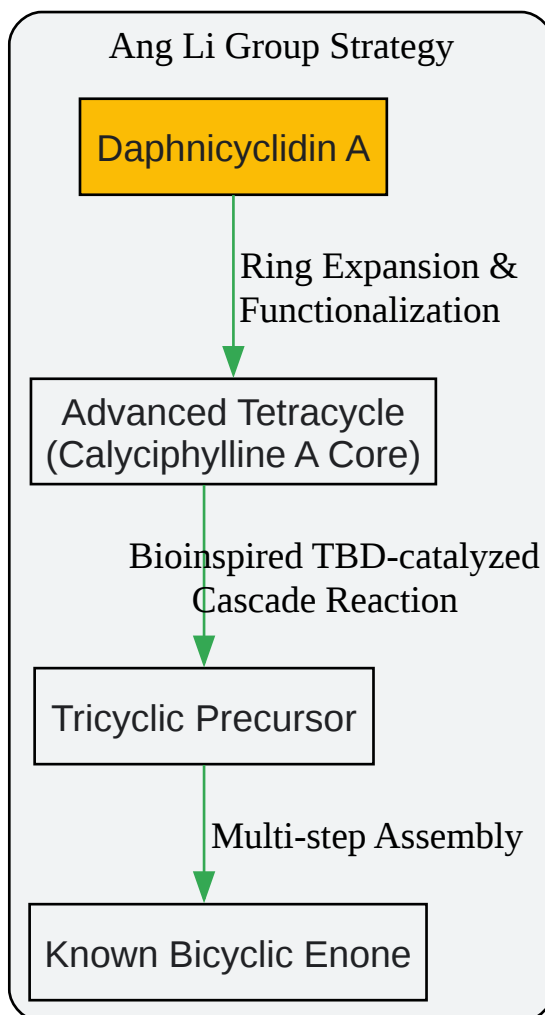 Ang Li Group Strategy
Daphnicyclidin A
Ring Expansion &
Functionalization
Advanced Tetracycle
(Calyciphylline A Core)
Bioinspired TBD-catalyzed
Cascade Reaction
Tricyclic Precursor
Multi-step Assembly
Known Bicyclic Enone